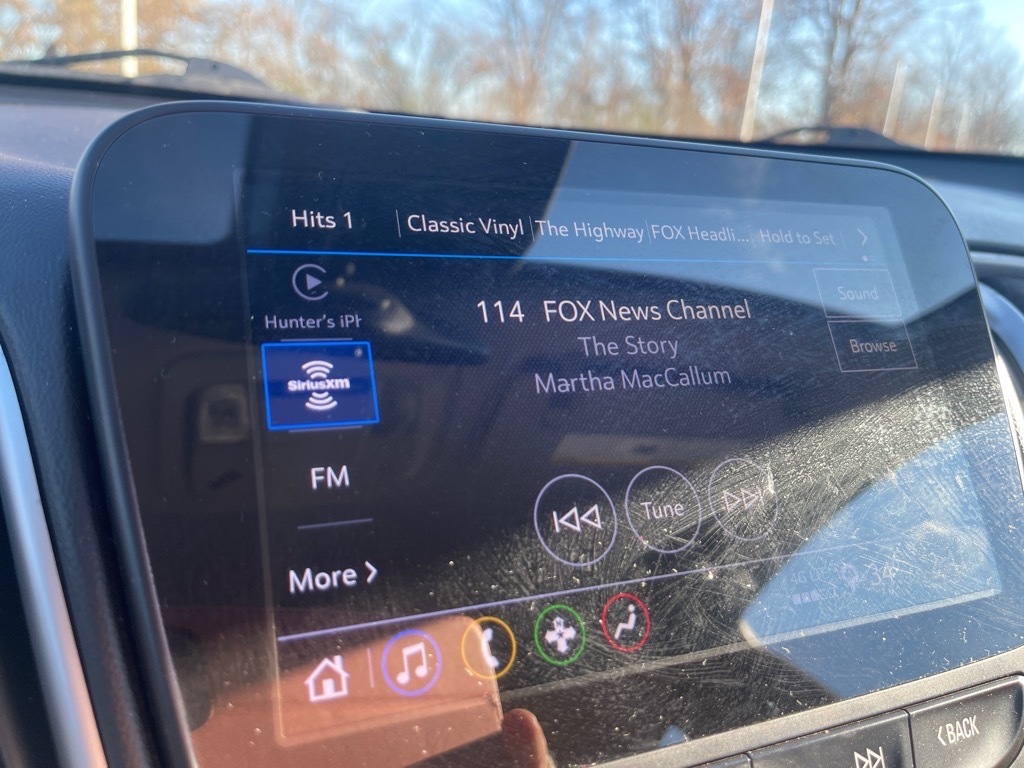 Hits 1
Classic Vinyl
The Highway
FOX Headli...
Hold to Set
Hunter's iPh
114 FOX News Channel
The Story
Martha MacCallum
Sound
Browse
SiriusXM
FM
Tune
More
BACK